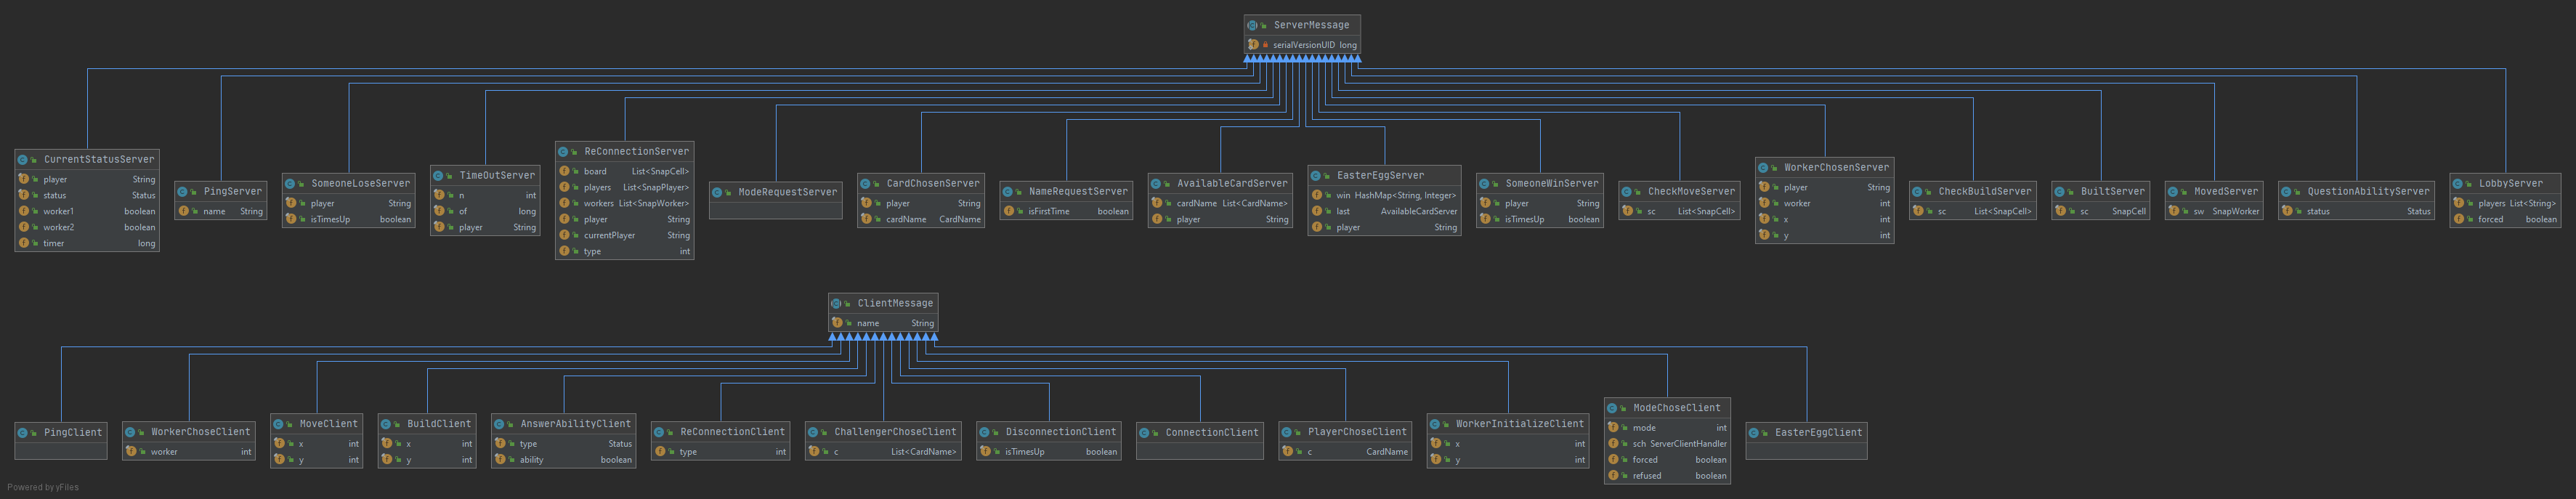 ServerMessage
serialVersionUID long
CurrentStatusServer
player String
status Status
worker1 boolean
worker2 boolean
timer long
PingServer
name String
SomeoneLoseServer
player String
isTimesUp boolean
TimeOutServer
n int
of long
player String
ReConnectionServer
board List<SnapCell>
players List<SnapPlayer>
workers List<SnapWorker>
player String
currentPlayer String
type int
ModeRequestServer
CardChosenServer
player String
cardName CardName
NameRequestServer
isFirstTime boolean
AvailableCardServer
cardName List<CardName>
player String
EasterEggServer
win HashMap<String, Integer>
last AvailableCardServer
player String
SomeoneWinServer
player String
isTimesUp boolean
CheckMoveServer
sc List<SnapCell>
WorkerChosenServer
player String
worker int
x int
y int
CheckBuildServer
sc List<SnapCell>
BuiltServer
sc SnapCell
MovedServer
sw SnapWorker
QuestionAbilityServer
status Status
LobbyServer
players List<String>
forced boolean
ClientMessage
name String
PingClient
WorkerChoseClient
worker int
MoveClient
x int
y int
BuildClient
x int
y int
AnswerAbilityClient
type Status
ability boolean
ReConnectionClient
type int
ChallengerChoseClient
c List<CardName>
DisconnectionClient
isTimesUp boolean
ConnectionClient
PlayerChoseClient
c CardName
WorkerInitializeClient
x int
y int
ModeChoseClient
mode int
sch ServerClientHandler
forced boolean
refused boolean
EasterEggClient
Powered by yFiles